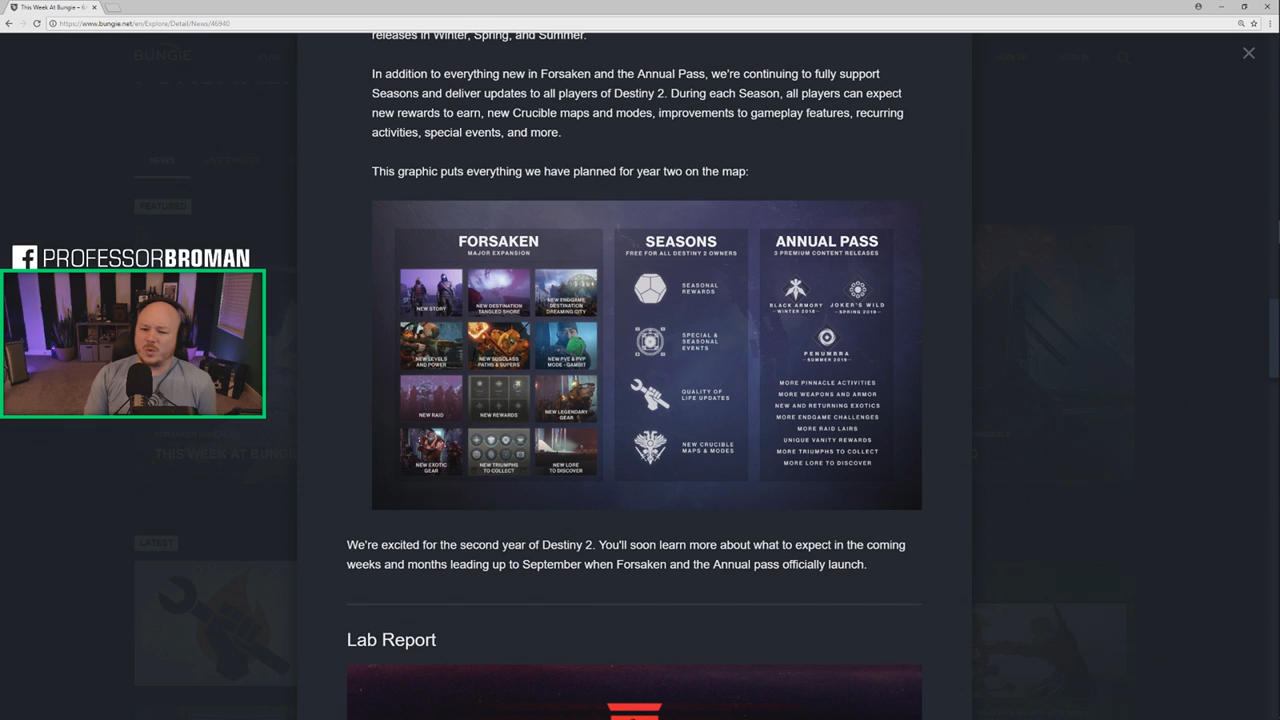 This Week At Bungie – 6/
https://www.bungie.net/en/Explore/Detail/News/46940
BUNGIE
releases in Winter, Spring, and Summer.
In addition to everything new in Forsaken and the Annual Pass, we're continuing to fully support
Seasons and deliver updates to all players of Destiny 2. During each Season, all players can expect
new rewards to earn, new Crucible maps and modes, improvements to gameplay features, recurring
activities, special events, and more.
This graphic puts everything we have planned for year two on the map:
NEWS
FEATURED
PROFESSORBROMAN
FORSAKEN
MAJOR EXPANSION
NEW STORY
NEW DESTINATION
TANGLED SHORE
NEW ENDGAME
DESTINATION
DREAMING CITY
NEW LEVELS
AND POWER
NEW SUBCLASS
PATHS & SUPERS
NEW PVE & PVP
MODE - GAMBIT
NEW RAID
NEW REWARDS
NEW LEGENDARY
GEAR
NEW EXOTIC
GEAR
NEW TRIUMPHS
TO COLLECT
NEW LORE
TO DISCOVER
SEASONS
FREE FOR ALL DESTINY 2 OWNERS
SEASONAL
REWARDS
SPECIAL &
SEASONAL
EVENTS
QUALITY OF
LIFE UPDATES
NEW CRUCIBLE
MAPS & MODES
ANNUAL PASS
3 PREMIUM CONTENT RELEASES
BLACK ARMORY
WINTER 2018
JOKER'S WILD
SPRING 2019
PENUMBRA
SUMMER 2019
MORE PINNACLE ACTIVITIES
MORE WEAPONS AND ARMOR
NEW AND RETURNING EXOTICS
MORE ENDGAME CHALLENGES
MORE RAID LAIRS
UNIQUE VANITY REWARDS
MORE TRIUMPHS TO COLLECT
MORE LORE TO DISCOVER
THIS WEEK AT BUNGIE
LATEST
We're excited for the second year of Destiny 2. You'll soon learn more about what to expect in the coming
weeks and months leading up to September when Forsaken and the Annual pass officially launch.
Lab Report